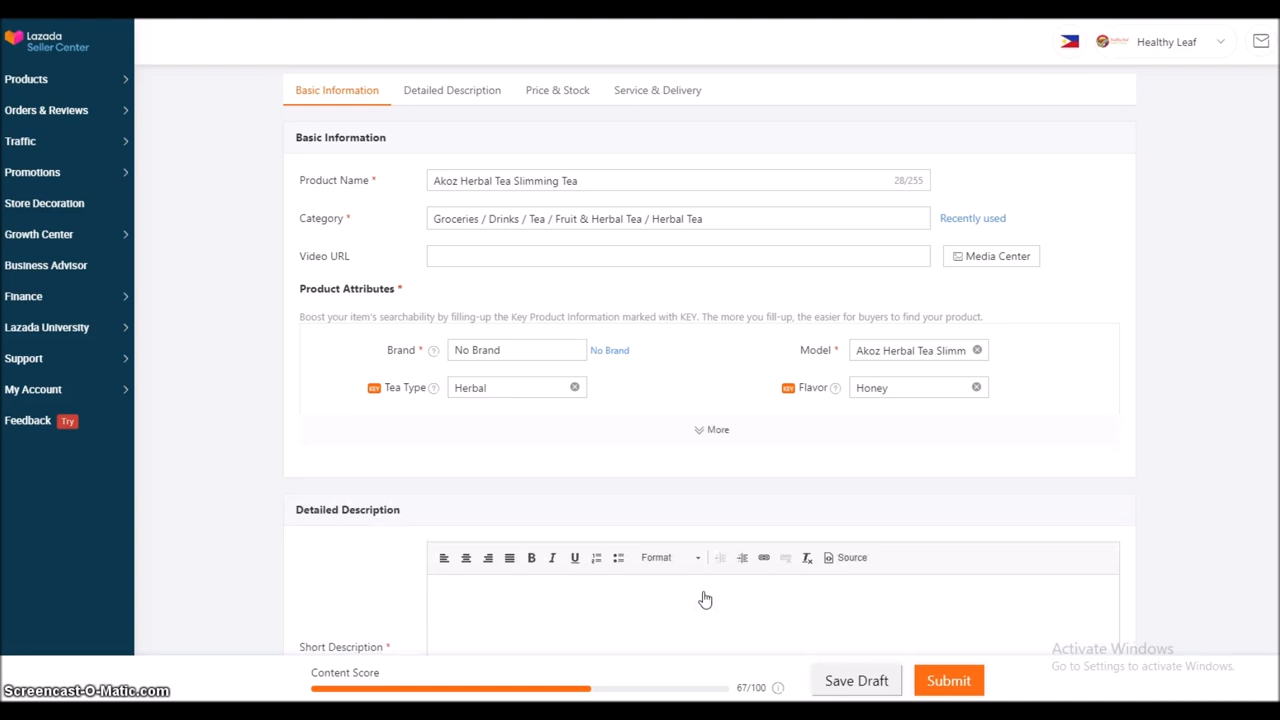 Lazada
Seller Center
Healthy Leaf
Products
Orders & Reviews
Traffic
Promotions
Store Decoration
Growth Center
Business Advisor
Finance
Lazada University
Support
My Account
Feedback Try
Basic Information Detailed Description Price & Stock Service & Delivery
Basic Information
Product Name * Akoz Herbal Tea Slimming Tea 28/255
Category * Groceries / Drinks / Tea / Fruit & Herbal Tea / Herbal Tea Recently used
Video URL Media Center
Product Attributes *
Boost your item's searchability by filling-up the Key Product Information marked with KEY. The more you fill-up, the easier for buyers to find your product.
Brand * ? No Brand No Brand Model * Akoz Herbal Tea Slimm
KEY Tea Type ? Herbal KEY Flavor ? Honey
More
Detailed Description
B I U Format Source
Short Description *
Activate Windows
Go to Settings to activate Windows.
Content Score
67/100
Save Draft Submit
Screencast-O-Matic.com